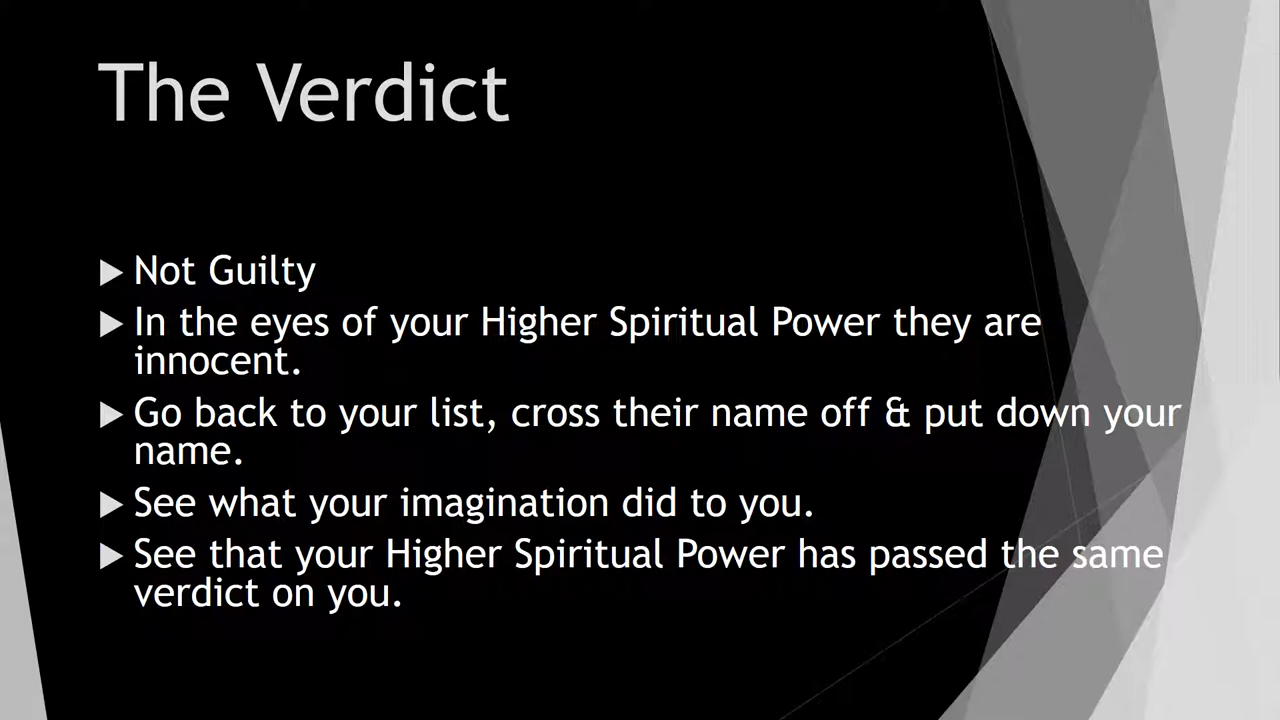 The Verdict
Not Guilty
In the eyes of your Higher Spiritual Power they are
innocent.
Go back to your list, cross their name off & put down your
name.
See what your imagination did to you.
See that your Higher Spiritual Power has passed the same
verdict on you.